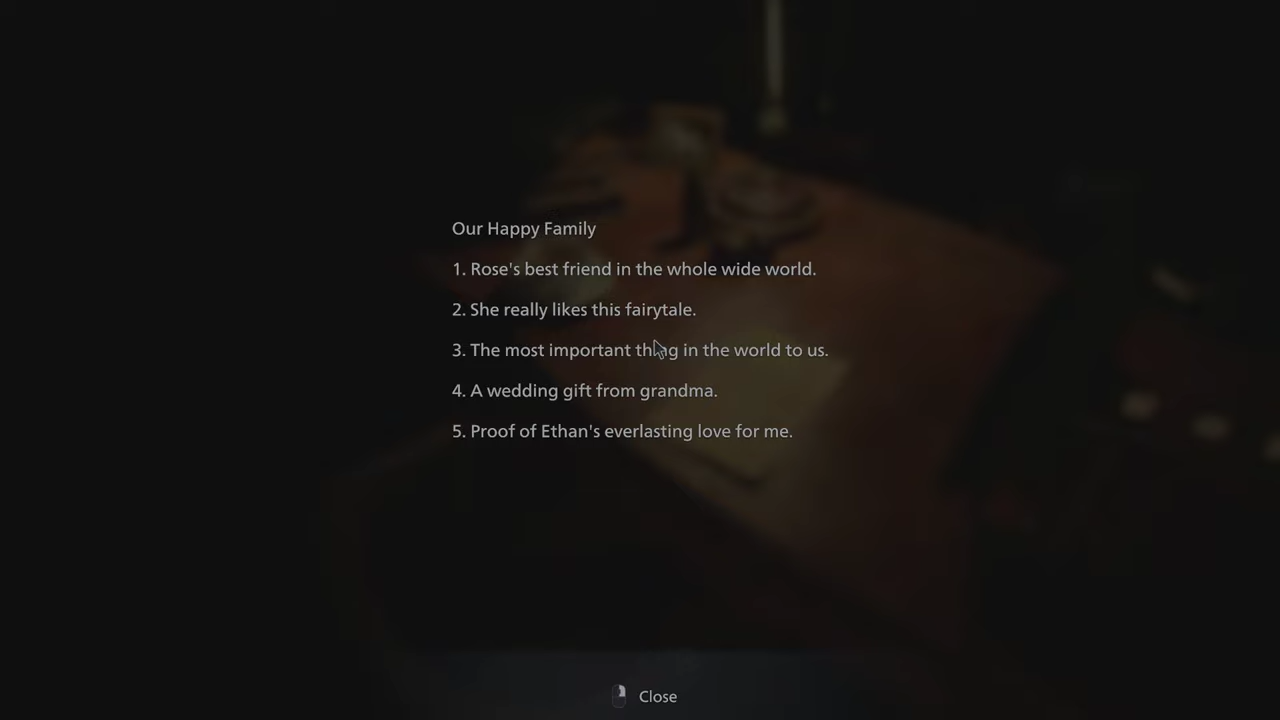 Our Happy Family
1. Rose's best friend in the whole wide world.
2. She really likes this fairytale.
3. The most important thing in the world to us.
4. A wedding gift from grandma.
5. Proof of Ethan's everlasting love for me.
Close